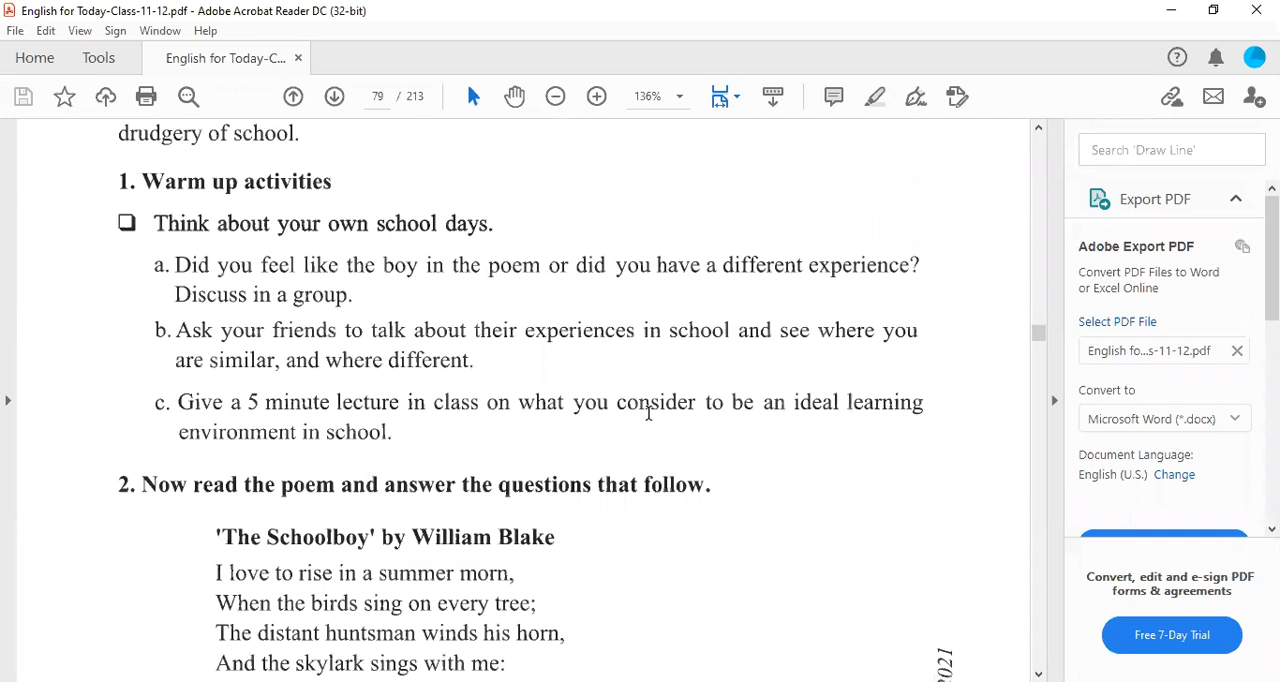 English for Today-Class-11-12.pdf - Adobe Acrobat Reader DC (32-bit)
File Edit View Sign Window Help
Home Tools English for Today-C... ×
79 / 213 136%
drudgery of school.
1. Warm up activities
❑ Think about your own school days.
a. Did you feel like the boy in the poem or did you have a different experience?
Discuss in a group.
b. Ask your friends to talk about their experiences in school and see where you
are similar, and where different.
c. Give a 5 minute lecture in class on what you consider to be an ideal learning
environment in school.
2. Now read the poem and answer the questions that follow.
'The Schoolboy' by William Blake
I love to rise in a summer morn,
When the birds sing on every tree;
The distant huntsman winds his horn,
And the skylark sings with me:
2021
Search 'Draw Line'
Export PDF
Adobe Export PDF
Convert PDF Files to Word
or Excel Online
Select PDF File
English fo...s-11-12.pdf
Convert to
Microsoft Word (*.docx)
Document Language:
English (U.S.) Change
Convert, edit and e-sign PDF
forms & agreements
Free 7-Day Trial